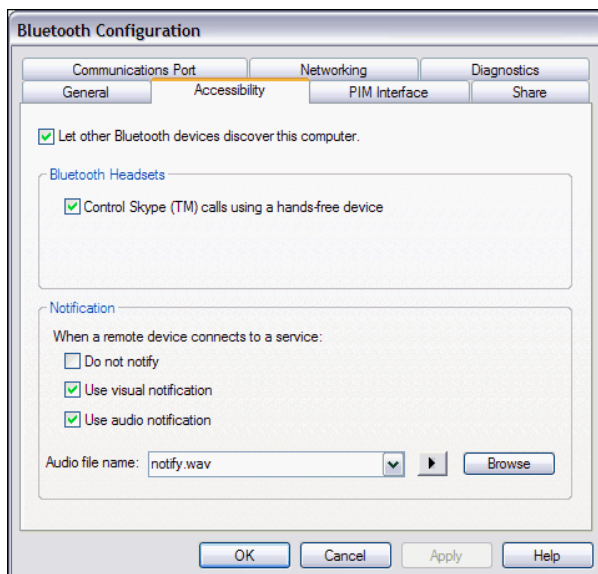 Bluetooth Configuration
Communications Port Networking Diagnostics
General Accessibility PIM Interface Share
Let other Bluetooth devices discover this computer.
Bluetooth Headsets
Control Skype (TM) calls using a hands-free device
Notification
When a remote device connects to a service:
Do not notify
Use visual notification
Use audio notification
Audio file name: notify.wav Browse
OK Cancel Apply Help